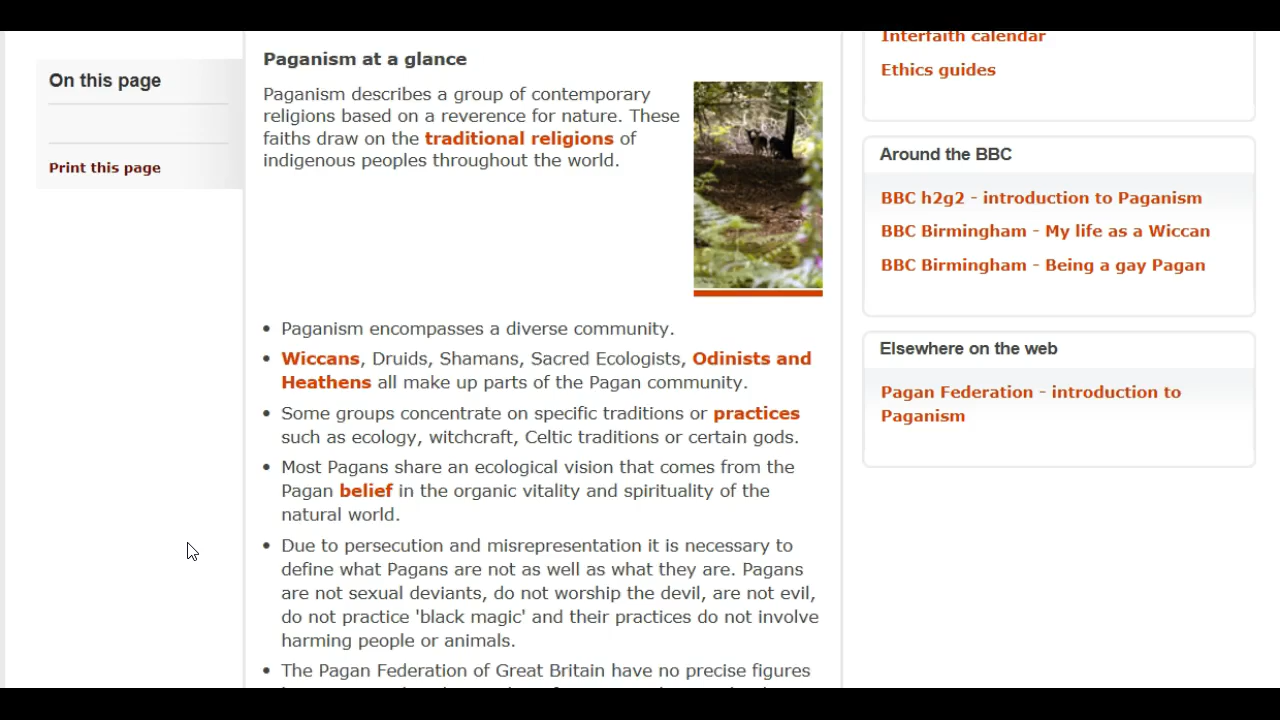 On this page
Print this page
Paganism at a glance
Paganism describes a group of contemporary
religions based on a reverence for nature. These
faiths draw on the traditional religions of
indigenous peoples throughout the world.
• Paganism encompasses a diverse community.
• Wiccans, Druids, Shamans, Sacred Ecologists, Odinists and
Heathens all make up parts of the Pagan community.
• Some groups concentrate on specific traditions or practices
such as ecology, witchcraft, Celtic traditions or certain gods.
• Most Pagans share an ecological vision that comes from the
Pagan belief in the organic vitality and spirituality of the
natural world.
• Due to persecution and misrepresentation it is necessary to
define what Pagans are not as well as what they are. Pagans
are not sexual deviants, do not worship the devil, are not evil,
do not practice 'black magic' and their practices do not involve
harming people or animals.
• The Pagan Federation of Great Britain have no precise figures
Interfaith calendar
Ethics guides
Around the BBC
BBC h2g2 - introduction to Paganism
BBC Birmingham - My life as a Wiccan
BBC Birmingham - Being a gay Pagan
Elsewhere on the web
Pagan Federation - introduction to
Paganism